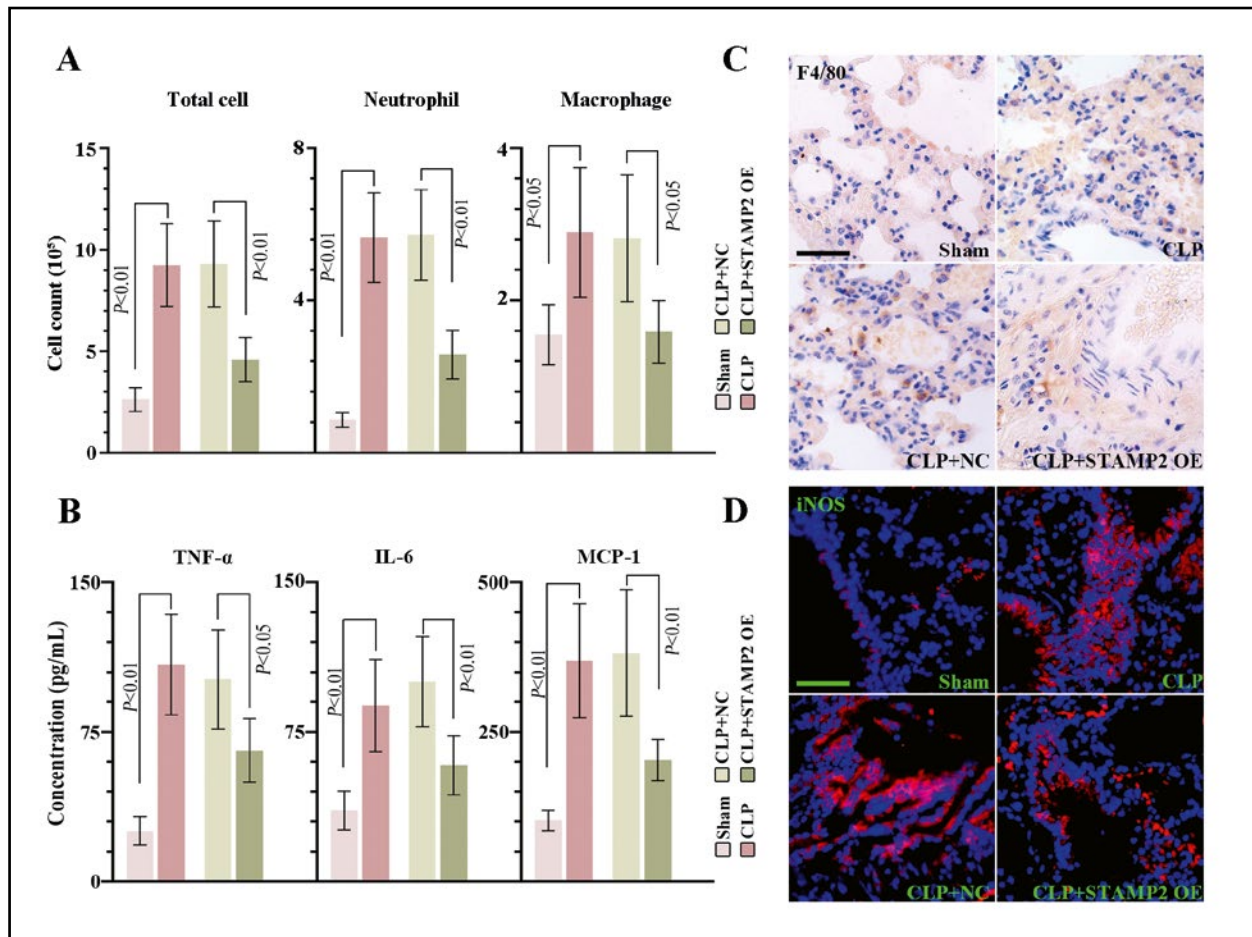 A
Total cell
Neutrophil
Macrophage
Cell count (10⁵)
15
10
5
0
8
4
4
2
P<0.01
P<0.01
P<0.01
P<0.01
P<0.05
P<0.05
Sham
CLP
CLP+NC
CLP+STAMP2 OE
B
TNF-α
IL-6
MCP-1
Concentration (pg/mL)
150
75
0
150
75
500
250
P<0.01
P<0.05
P<0.01
P<0.01
P<0.01
P<0.01
Sham
CLP
CLP+NC
CLP+STAMP2 OE
C
F4/80
Sham
CLP
CLP+NC
CLP+STAMP2 OE
D
iNOS
Sham
CLP
CLP+NC
CLP+STAMP2 OE